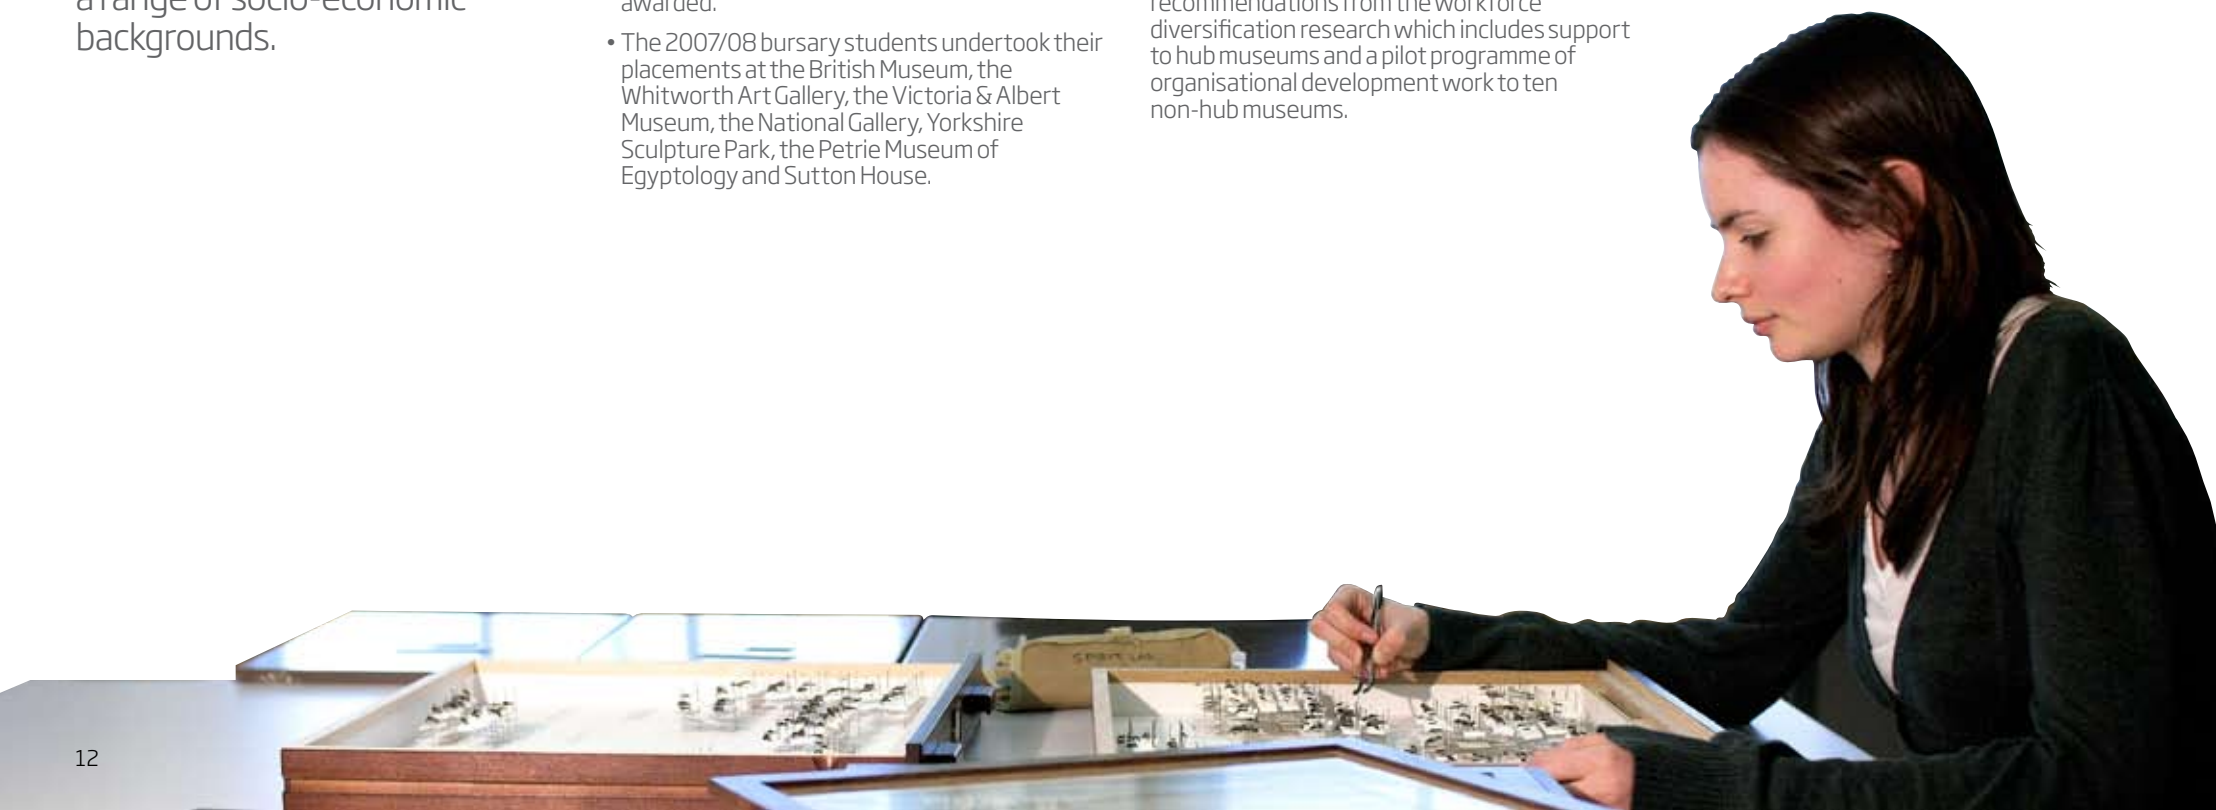 a range of socio-economic
backgrounds.
awarded.
• The 2007/08 bursary students undertook their
placements at the British Museum, the
Whitworth Art Gallery, the Victoria & Albert
Museum, the National Gallery, Yorkshire
Sculpture Park, the Petrie Museum of
Egyptology and Sutton House.
recommendations from the workforce
diversification research which includes support
to hub museums and a pilot programme of
organisational development work to ten
non-hub museums.
12